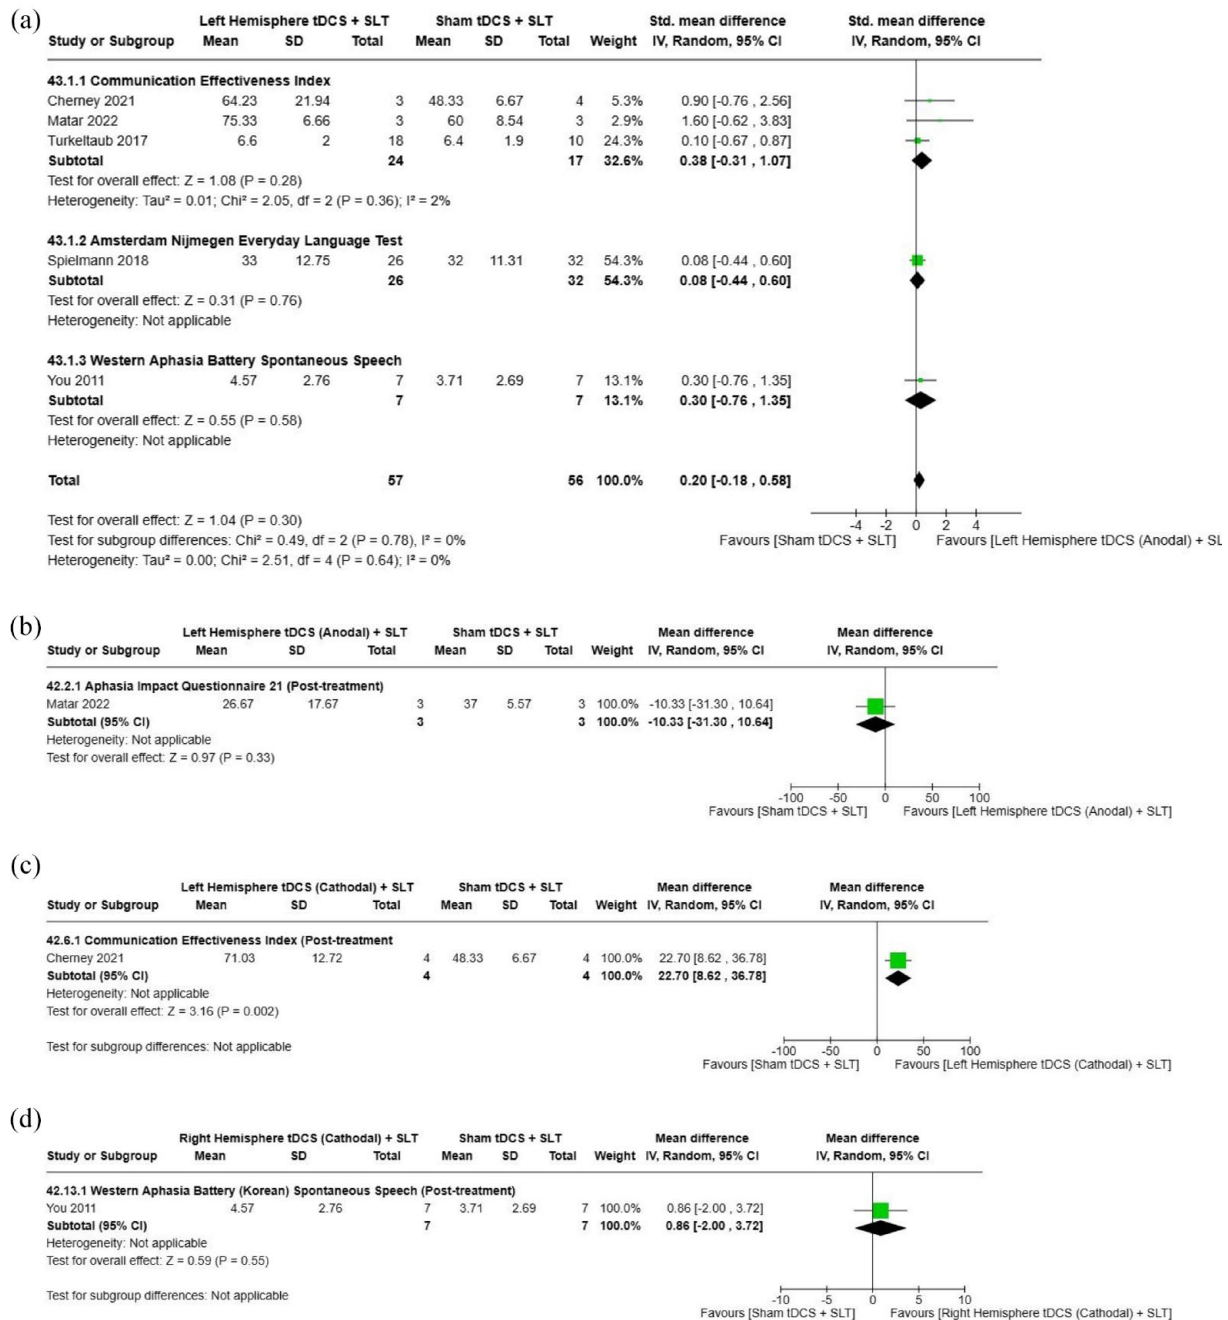 (a)
Left Hemisphere tDCS + SLT Sham tDCS + SLT Std. mean difference Std. mean difference
Study or Subgroup Mean SD Total Mean SD Total Weight IV, Random, 95% CI IV, Random, 95% CI
43.1.1 Communication Effectiveness Index
Cherney 2021 64.23 21.94 3 48.33 6.67 4 5.3% 0.90 [-0.76 , 2.56]
Matar 2022 75.33 6.66 3 60 8.54 3 2.9% 1.60 [-0.62 , 3.83]
Turkeltaub 2017 6.6 2 18 6.4 1.9 10 24.3% 0.10 [-0.67 , 0.87]
Subtotal 24 17 32.6% 0.38 [-0.31 , 1.07]
Test for overall effect: Z = 1.08 (P = 0.28)
Heterogeneity: Tau² = 0.01; Chi² = 2.05, df = 2 (P = 0.36); I² = 2%
43.1.2 Amsterdam Nijmegen Everyday Language Test
Spielmann 2018 33 12.75 26 32 11.31 32 54.3% 0.08 [-0.44 , 0.60]
Subtotal 26 32 54.3% 0.08 [-0.44 , 0.60]
Test for overall effect: Z = 0.31 (P = 0.76)
Heterogeneity: Not applicable
43.1.3 Western Aphasia Battery Spontaneous Speech
You 2011 4.57 2.76 7 3.71 2.69 7 13.1% 0.30 [-0.76 , 1.35]
Subtotal 7 7 13.1% 0.30 [-0.76 , 1.35]
Test for overall effect: Z = 0.55 (P = 0.58)
Heterogeneity: Not applicable
Total 57 56 100.0% 0.20 [-0.18 , 0.58]
Test for overall effect: Z = 1.04 (P = 0.30)
-4 -2 0 2 4
Test for subgroup differences: Chi² = 0.49, df = 2 (P = 0.78), I² = 0%
Favours [Sham tDCS + SLT] Favours [Left Hemisphere tDCS (Anodal) + SL
Heterogeneity: Tau² = 0.00; Chi² = 2.51, df = 4 (P = 0.64); I² = 0%
(b)
Left Hemisphere tDCS (Anodal) + SLT Sham tDCS + SLT Mean difference Mean difference
Study or Subgroup Mean SD Total Mean SD Total Weight IV, Random, 95% CI IV, Random, 95% CI
42.2.1 Aphasia Impact Questionnaire 21 (Post-treatment)
Matar 2022 26.67 17.67 3 37 5.57 3 100.0% -10.33 [-31.30 , 10.64]
Subtotal (95% CI) 3 3 100.0% -10.33 [-31.30 , 10.64]
Heterogeneity: Not applicable
Test for overall effect: Z = 0.97 (P = 0.33)
-100 -50 0 50 100
Favours [Sham tDCS + SLT] Favours [Left Hemisphere tDCS (Anodal) + SLT]
(c)
Left Hemisphere tDCS (Cathodal) + SLT Sham tDCS + SLT Mean difference Mean difference
Study or Subgroup Mean SD Total Mean SD Total Weight IV, Random, 95% CI IV, Random, 95% CI
42.6.1 Communication Effectiveness Index (Post-treatment
Cherney 2021 71.03 12.72 4 48.33 6.67 4 100.0% 22.70 [8.62 , 36.78]
Subtotal (95% CI) 4 4 100.0% 22.70 [8.62 , 36.78]
Heterogeneity: Not applicable
Test for overall effect: Z = 3.16 (P = 0.002)
Test for subgroup differences: Not applicable
-100 -50 0 50 100
Favours [Sham tDCS + SLT] Favours [Left Hemisphere tDCS (Cathodal) + SLT]
(d)
Right Hemisphere tDCS (Cathodal) + SLT Sham tDCS + SLT Mean difference Mean difference
Study or Subgroup Mean SD Total Mean SD Total Weight IV, Random, 95% CI IV, Random, 95% CI
42.13.1 Western Aphasia Battery (Korean) Spontaneous Speech (Post-treatment)
You 2011 4.57 2.76 7 3.71 2.69 7 100.0% 0.86 [-2.00 , 3.72]
Subtotal (95% CI) 7 7 100.0% 0.86 [-2.00 , 3.72]
Heterogeneity: Not applicable
Test for overall effect: Z = 0.59 (P = 0.55)
Test for subgroup differences: Not applicable
-10 -5 0 5 10
Favours [Sham tDCS + SLT] Favours [Right Hemisphere tDCS (Cathodal) + SLT]